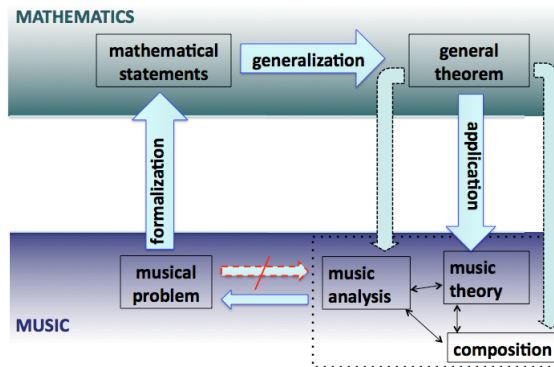 MATHEMATICS
mathematical
statements
generalization
general
theorem
formalization
application
musical
problem
music
analysis
music
theory
MUSIC
composition